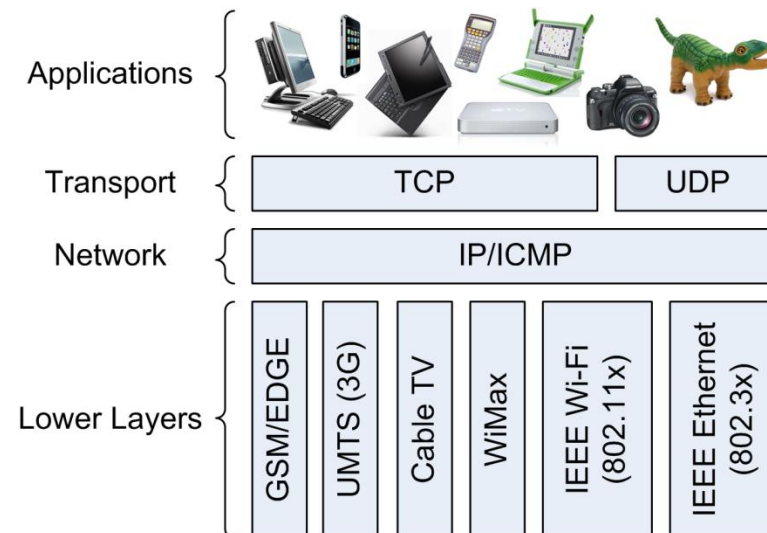 Applications
Transport
TCP
UDP
Network
IP/ICMP
Lower Layers
GSM/EDGE
UMTS (3G)
Cable TV
WiMax
IEEE Wi-Fi
(802.11x)
IEEE Ethernet
(802.3x)